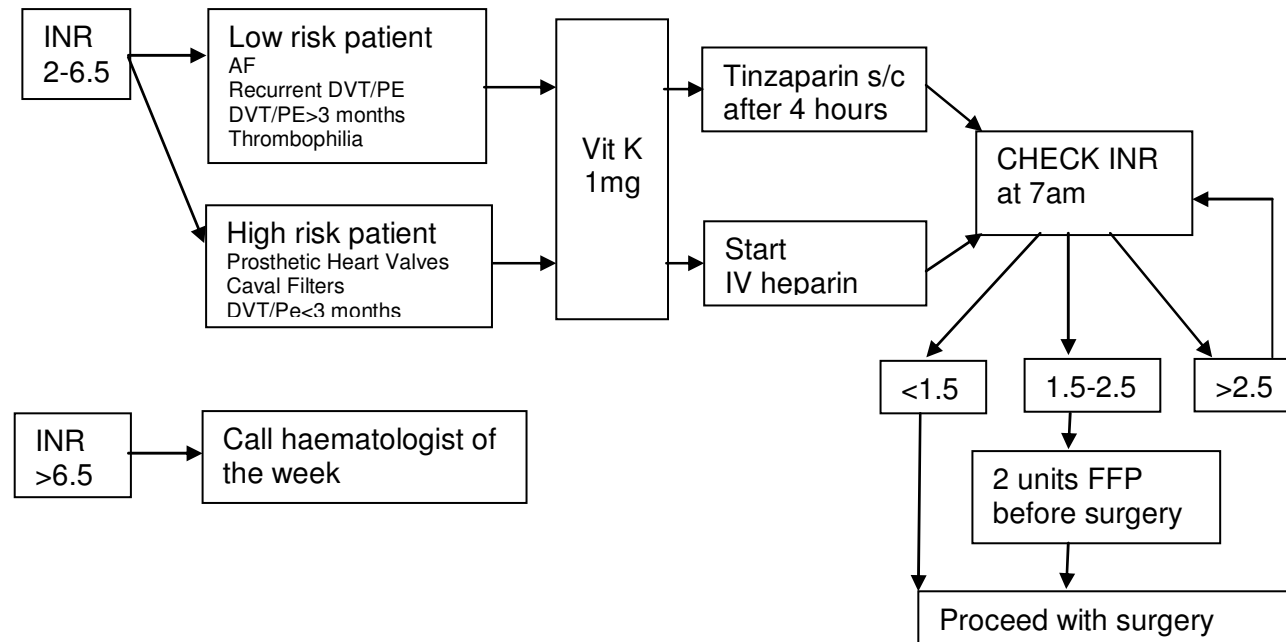 INR
2-6.5
Low risk patient
AF
Recurrent DVT/PE
DVT/PE>3 months
Thrombophilia
High risk patient
Prosthetic Heart Valves
Caval Filters
DVT/Pe<3 months
Vit K
1mg
Tinzaparin s/c
after 4 hours
Start
IV heparin
CHECK INR
at 7am
<1.5
1.5-2.5
>2.5
INR
>6.5
Call haematologist of
the week
2 units FFP
before surgery
Proceed with surgery